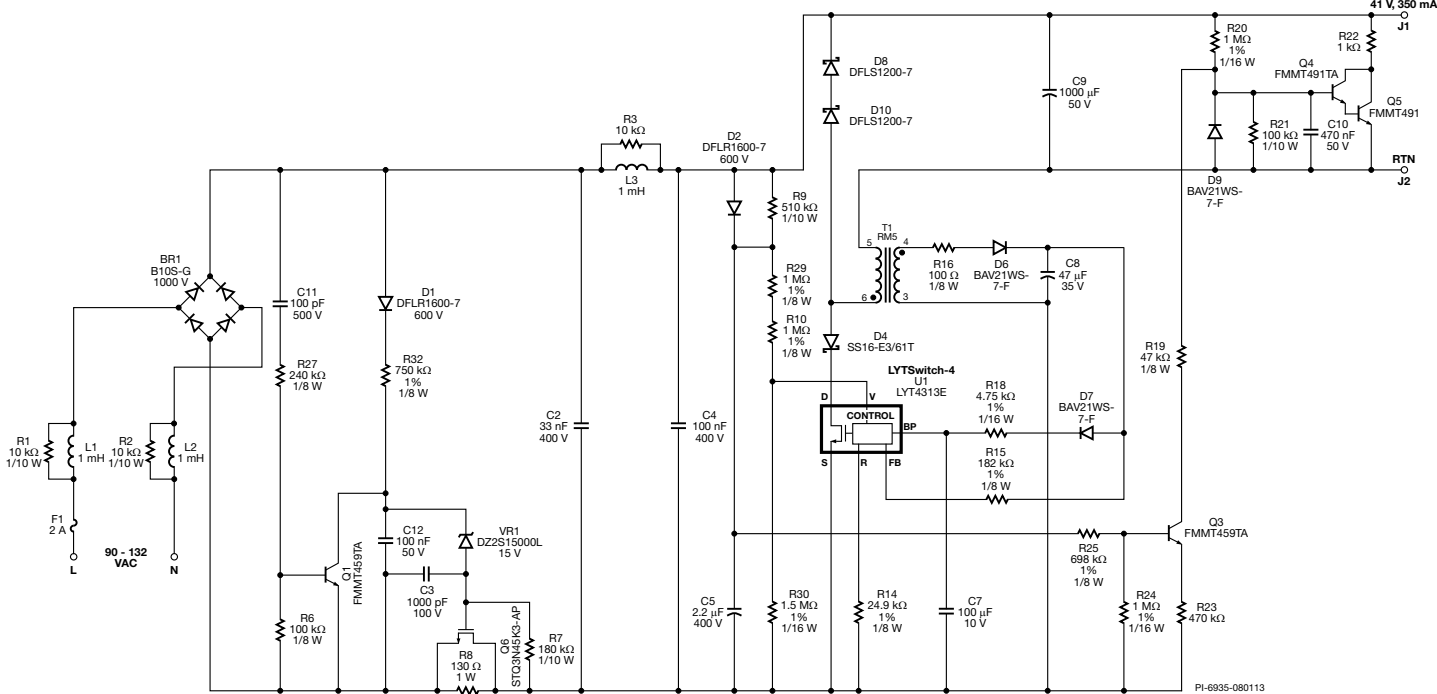 41 V, 350 mA
J1
R20
1 MΩ
1%
1/16 W
R22
1 kΩ
Q4
FMMT491TA
Q5
FMMT491
D8
DFLS1200-7
D10
DFLS1200-7
C9
1000 µF
50 V
R21
100 kΩ
1/10 W
C10
470 nF
50 V
R3
10 kΩ
L3
1 mH
D2
DFLR1600-7
600 V
RTN
J2
D9
BAV21WS-
7-F
R9
510 kΩ
1/10 W
T1
RM5
5
4
6
3
R16
100 Ω
1/8 W
D6
BAV21WS-
7-F
C8
47 µF
35 V
BR1
B10S-G
1000 V
C11
100 pF
500 V
D1
DFLR1600-7
600 V
R29
1 MΩ
1%
1/8 W
R10
1 MΩ
1%
1/8 W
D4
SS16-E3/61T
R19
47 kΩ
1/8 W
R27
240 kΩ
1/8 W
R32
750 kΩ
1%
1/8 W
LYTSwitch-4
U1
LYT4313E
D
V
CONTROL
BP
S
R
FB
R18
4.75 kΩ
1%
1/16 W
D7
BAV21WS-
7-F
R15
182 kΩ
1%
1/8 W
C2
33 nF
400 V
C4
100 nF
400 V
R1
10 kΩ
1/10 W
L1
1 mH
R2
10 kΩ
1/10 W
L2
1 mH
F1
2 A
90 - 132
VAC
L
N
Q1
FMMT459TA
C12
100 nF
50 V
VR1
DZ2S15000L
15 V
C3
1000 pF
100 V
Q3
FMMT459TA
R25
698 kΩ
1%
1/8 W
R6
100 kΩ
1/8 W
R8
130 Ω
1 W
Q6
STQ3N45K3-AP
R7
180 kΩ
1/10 W
C5
2.2 µF
400 V
R30
1.5 MΩ
1%
1/16 W
R14
24.9 kΩ
1%
1/8 W
C7
100 µF
10 V
R24
1 MΩ
1%
1/16 W
R23
470 kΩ
PI-6935-080113